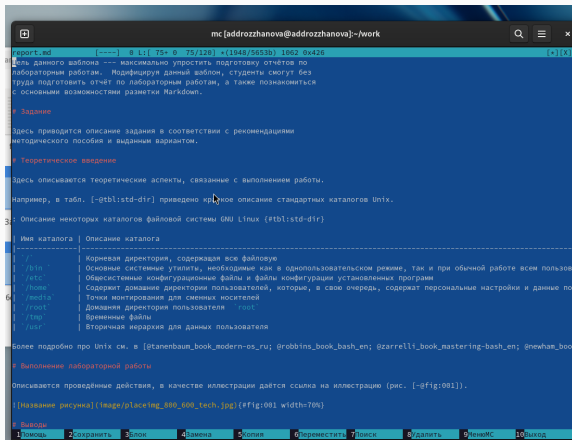 mc [addrozzhanova@addrozzhanova]:~/work
report.md [----] 0 L:[ 75+ 0 75/120] *(1948/5653b) 1062 0x426 [*][X]
Цель данного шаблона --- максимально упростить подготовку отчётов по
лабораторным работам. Модифицируя данный шаблон, студенты смогут без
труда подготовить отчёт по лабораторным работам, а также познакомиться
с основными возможностями разметки Markdown.
# Задание
Здесь приводится описание задания в соответствии с рекомендациями
методического пособия и выданным вариантом.
# Теоретическое введение
Здесь описываются теоретические аспекты, связанные с выполнением работы.
Например, в табл. [-@tbl:std-dir] приведено краткое описание стандартных каталогов Unix.
: Описание некоторых каталогов файловой системы GNU Linux {#tbl:std-dir}
| Имя каталога | Описание каталога
| `/` | Корневая директория, содержащая всю файловую
| `/bin ` | Основные системные утилиты, необходимые как в однопользовательском режиме, так и при обычной работе всем пользов
| `/etc` | Общесистемные конфигурационные файлы и файлы конфигурации установленных программ
| `/home` | Содержит домашние директории пользователей, которые, в свою очередь, содержат персональные настройки и данные по
| `/media` | Точки монтирования для сменных носителей
| `/root` | Домашняя директория пользователя `root`
| `/tmp` | Временные файлы
| `/usr` | Вторичная иерархия для данных пользователя
Более подробно про Unix см. в [@tanenbaum_book_modern-os_ru; @robbins_book_bash_en; @zarrelli_book_mastering-bash_en; @newham_boo
# Выполнение лабораторной работы
Описываются проведённые действия, в качестве иллюстрации даётся ссылка на иллюстрацию (рис. [-@fig:001]).
![Название рисунка](image/placeimg_800_600_tech.jpg){#fig:001 width=70%}
# Выводы
1Помощь 2Сохранить 3Блок 4Замена 5Копия 6Переместить 7Поиск 8Удалить 9МенюMC 10Выход